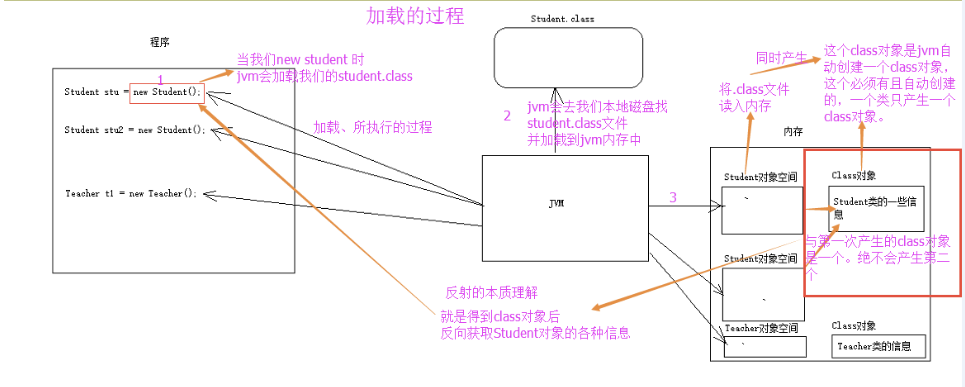 加载的过程
Student.class
程序
当我们new student 时
jvm会加载我们的student.class
1
Student stu = new Student();
Student stu2 = new Student();
Teacher t1 = new Teacher();
加载、所执行的过程
2
jvm会去我们本地磁盘找
student.class文件
并加载到jvm内存中
JVM
3
同时产生
将.class文件
读入内存
这个class对象是jvm自
动创建一个class对象，
这个必须有且自动创建
的，一个类只产生一个
class对象。
内存
Student对象空间
Class对象
Student类的一些信
息
与第一次产生的class对象
是一个。绝不会产生第二
个
Student对象空间
Teacher对象空间
Class对象
Teacher类的信息
反射的本质理解
就是得到class对象后
反向获取Student对象的各种信息